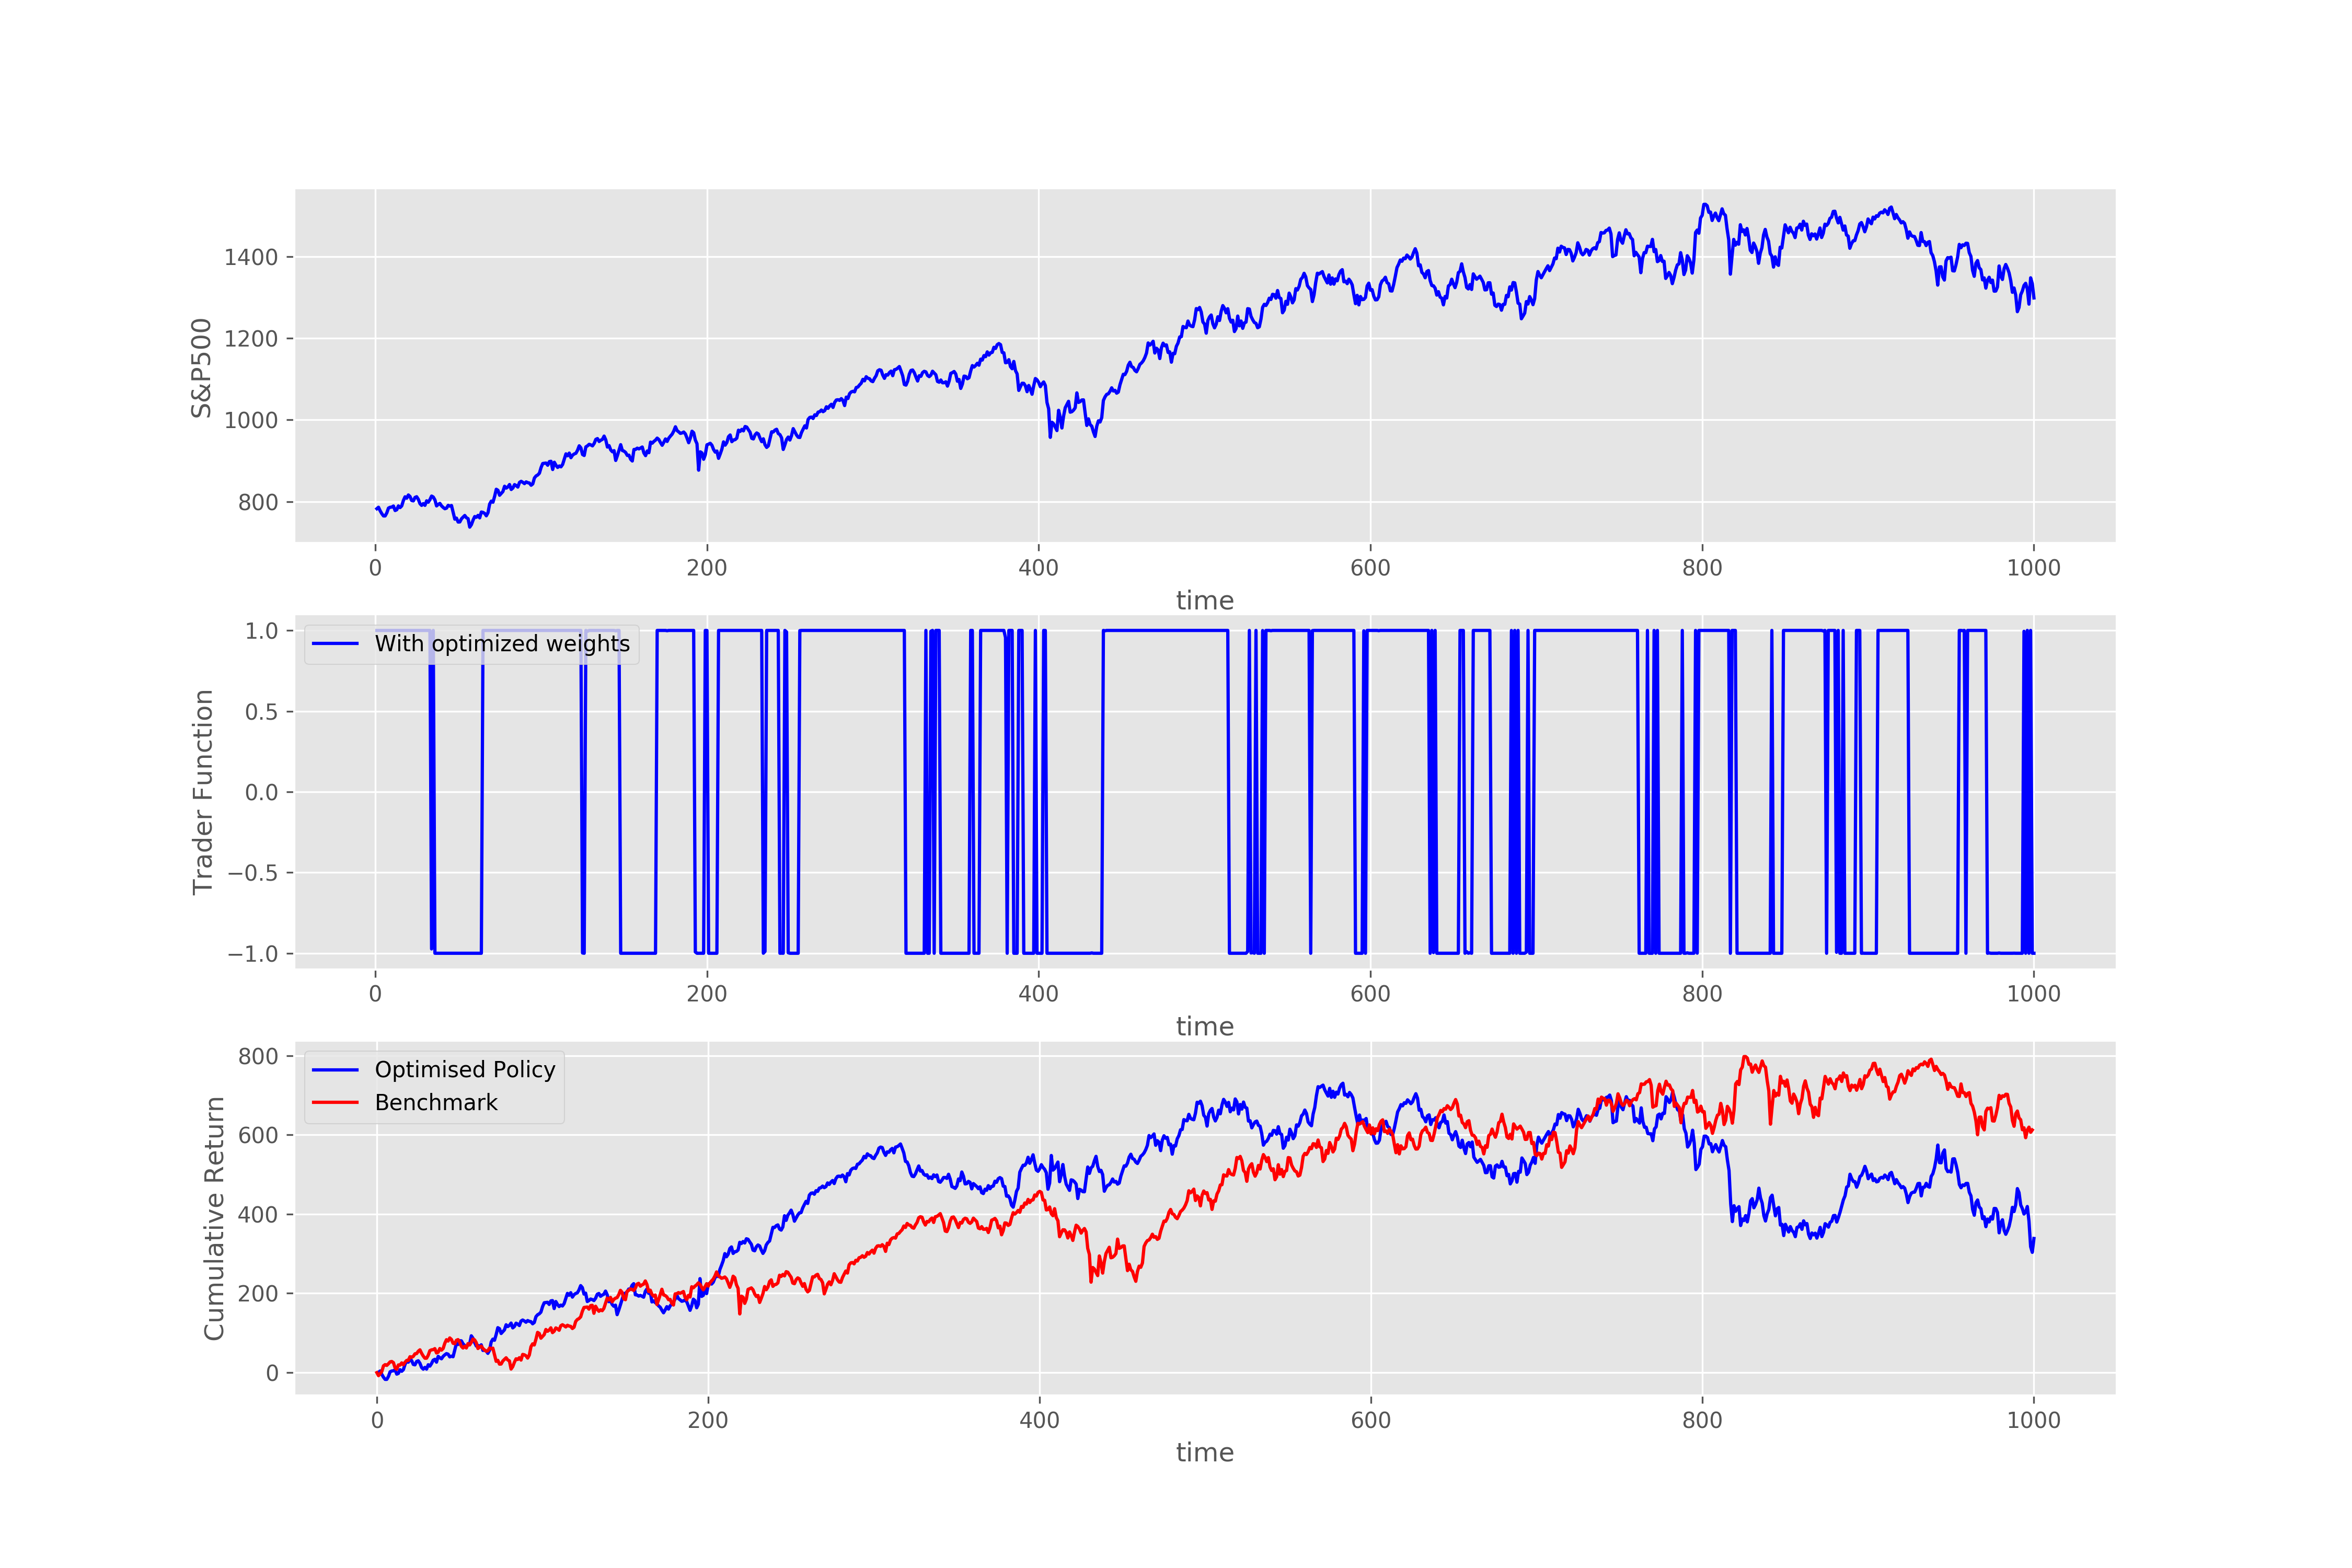 1400
1200
1000
800
S&P500
0 200 400 600 800 1000
time
With optimized weights
1.0
0.5
0.0
−0.5
−1.0
Trader Function
0 200 400 600 800 1000
time
Optimised Policy
Benchmark
800
600
400
200
0
Cumulative Return
0 200 400 600 800 1000
time